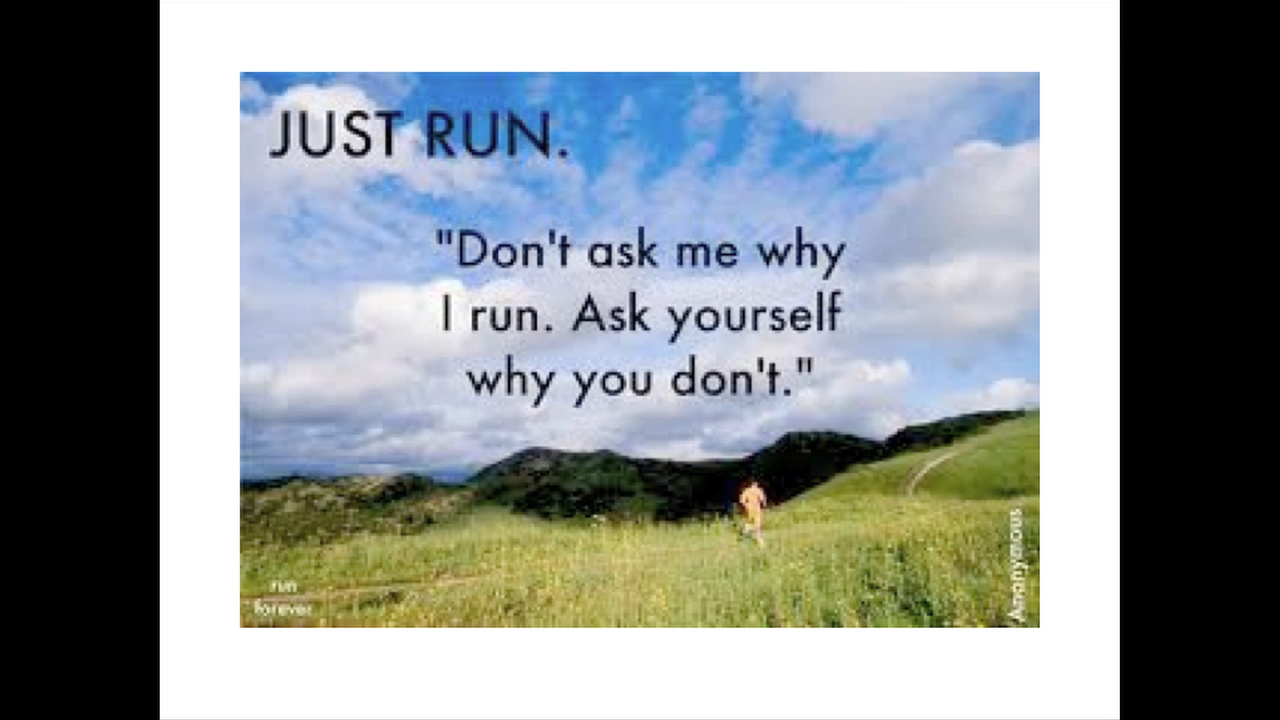 JUST RUN.
"Don't ask me why
I run. Ask yourself
why you don't."
run
forever
Anonymous